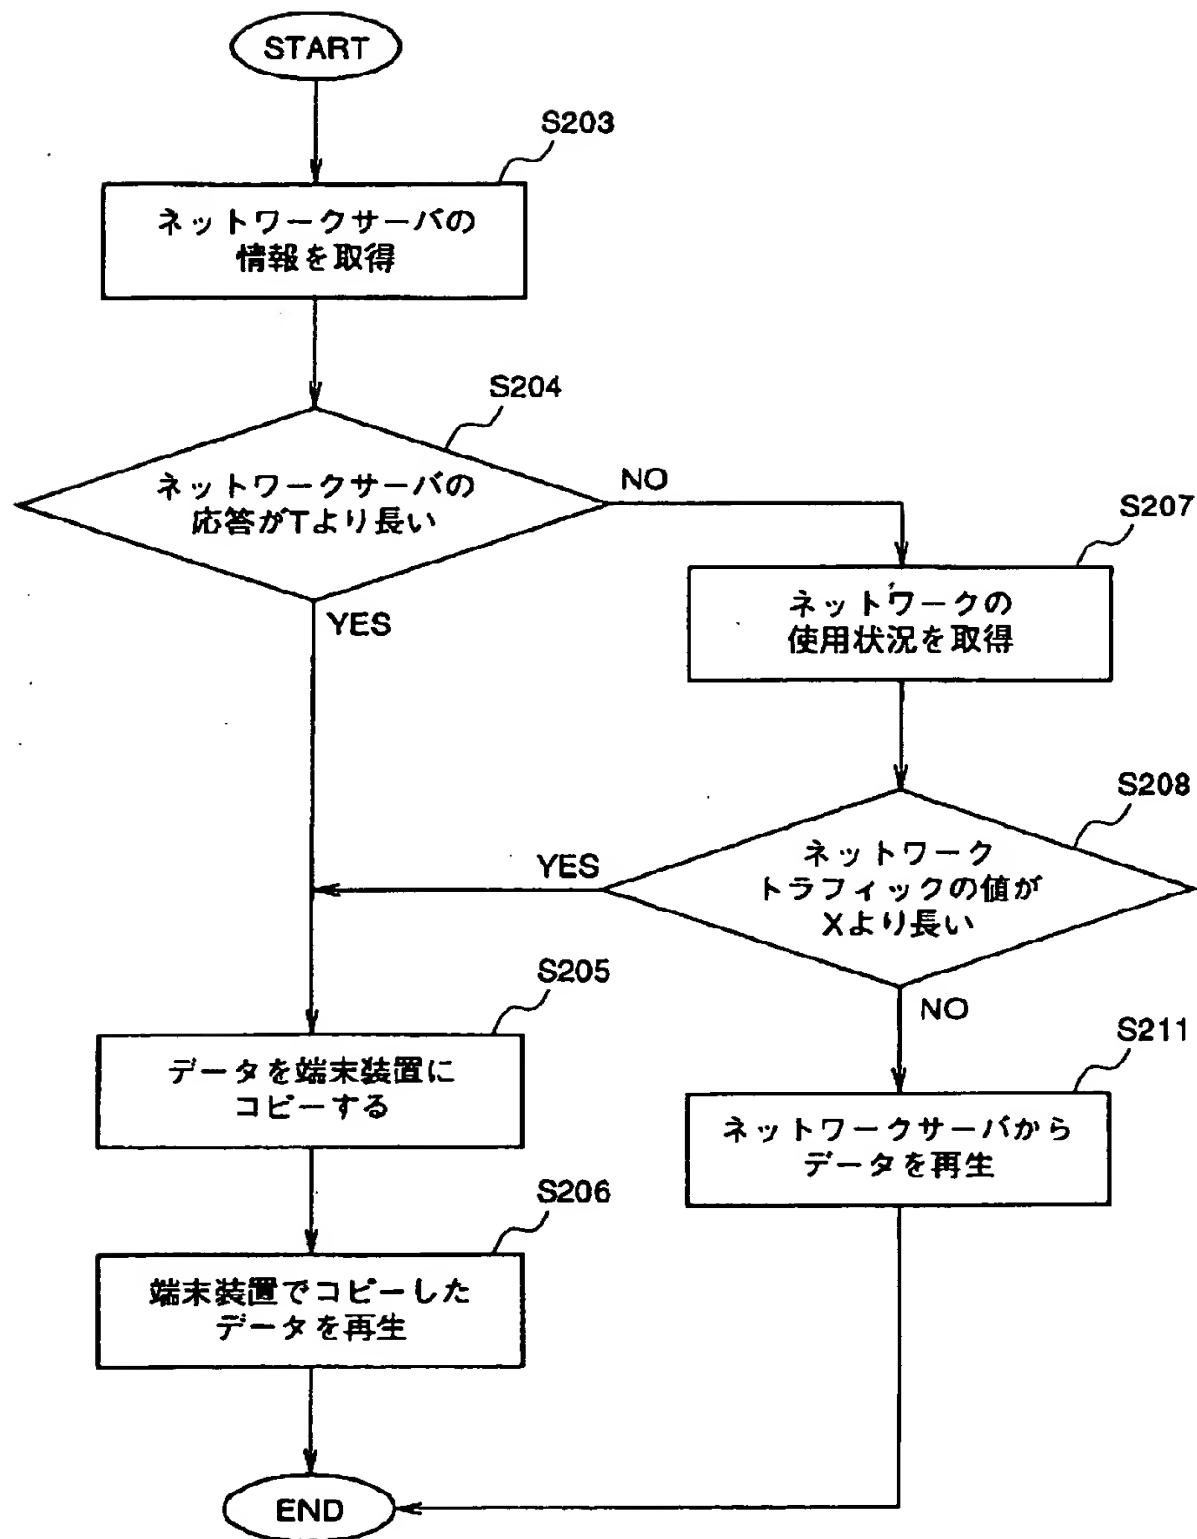 START
S203
ネットワークサーバの
情報を取得
S204
ネットワークサーバの
応答がTより長い
NO
YES
S207
ネットワークの
使用状況を取得
S208
ネットワーク
トラフィックの値が
Xより長い
YES
NO
S205
データを端末装置に
コピーする
S211
ネットワークサーバから
データを再生
S206
端末装置でコピーした
データを再生
END